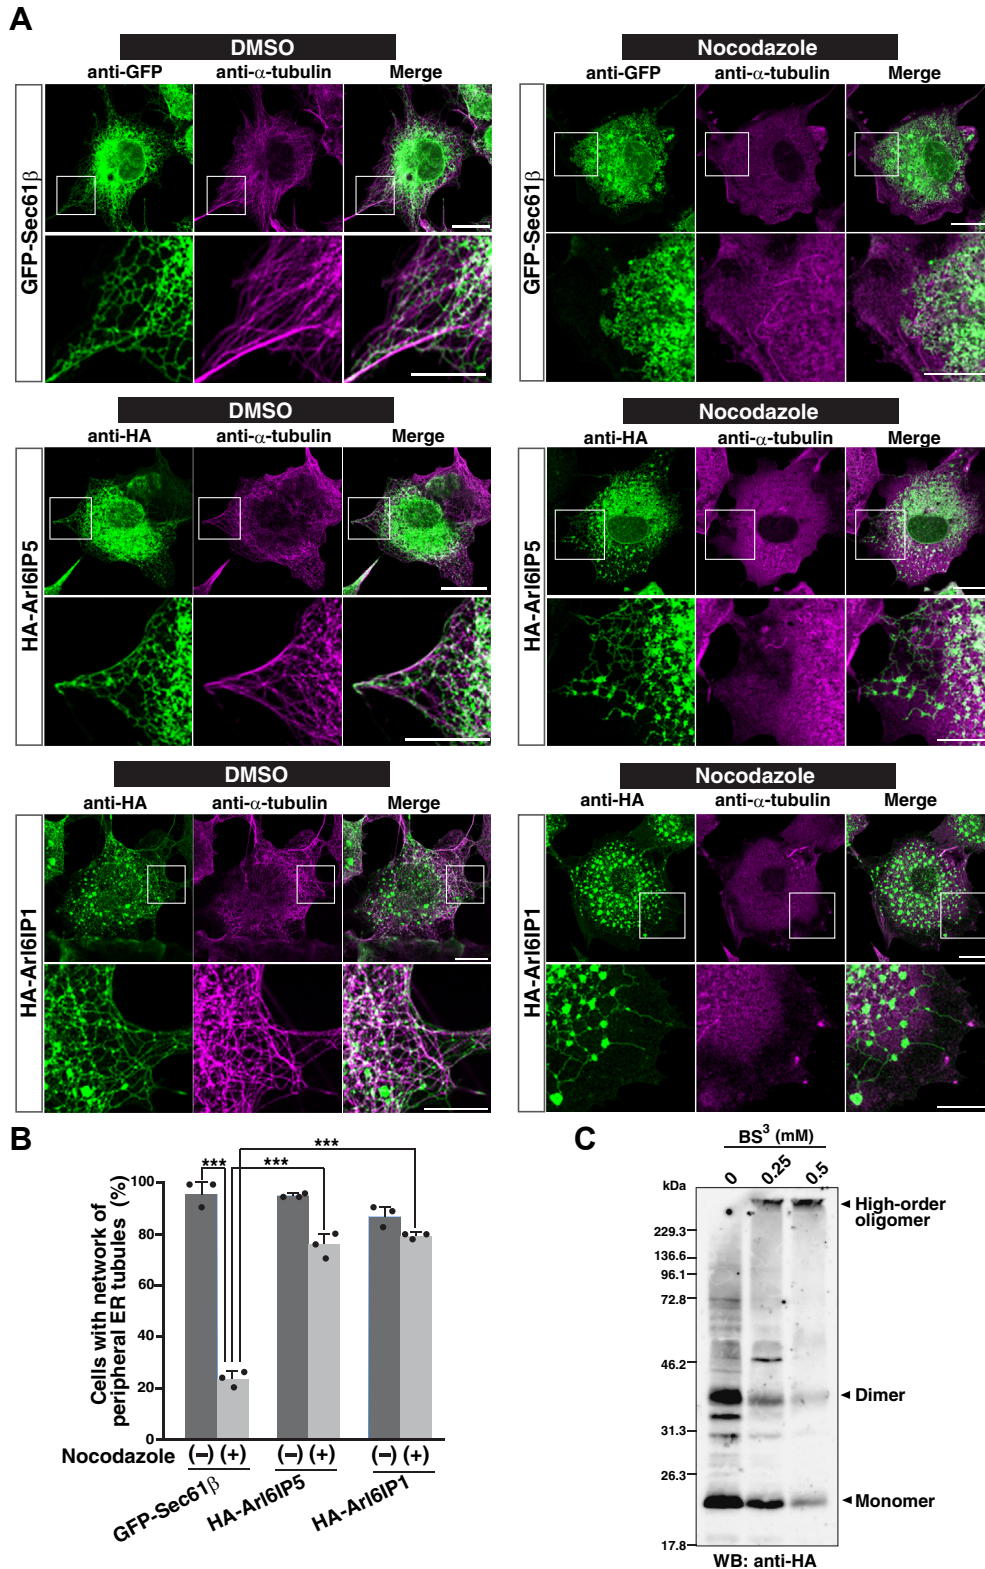 A
DMSO
Nocodazole
anti-GFP anti-α-tubulin Merge
anti-GFP anti-α-tubulin Merge
GFP-Sec61β
GFP-Sec61β
DMSO
Nocodazole
anti-HA anti-α-tubulin Merge
anti-HA anti-α-tubulin Merge
HA-Arl6IP5
HA-Arl6IP5
DMSO
Nocodazole
anti-HA anti-α-tubulin Merge
anti-HA anti-α-tubulin Merge
HA-Arl6IP1
HA-Arl6IP1
B
***
***
***
Cells with network of
peripheral ER tubules (%)
100
80
60
40
20
0
Nocodazole (−) (+) (−) (+) (−) (+)
GFP-Sec61β
HA-Arl6IP5
HA-Arl6IP1
C
BS³ (mM)
0 0.25 0.5
kDa
229.3
136.6
96.1
72.8
46.2
31.3
26.3
17.8
High-order
oligomer
Dimer
Monomer
WB: anti-HA